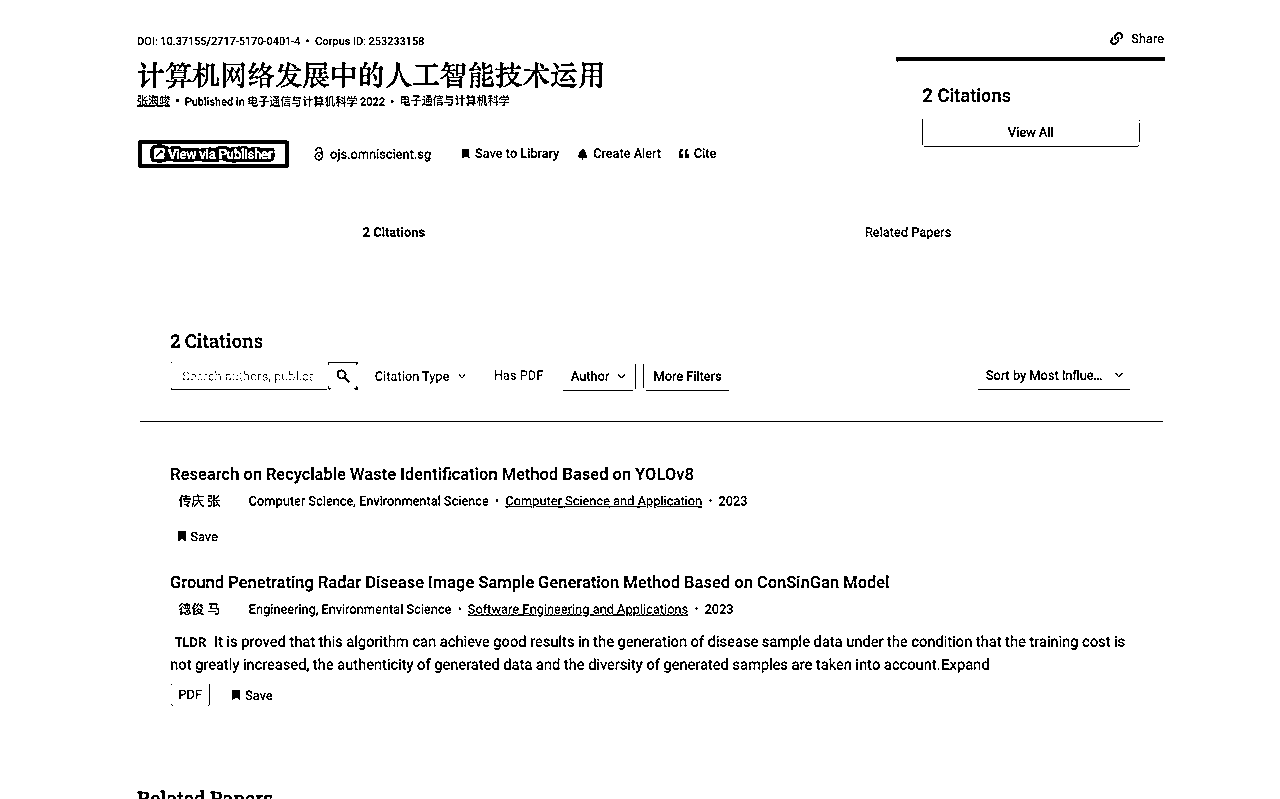 DOI: 10.37155/2717-5170-0401-4 • Corpus ID: 253233158
Share
计算机网络发展中的人工智能技术运用
张海峻 • Published in 电子通信与计算机科学 2022 • 电子通信与计算机科学
2 Citations
View All
View via Publisher
ojs.omniscient.sg
Save to Library
Create Alert
Cite
2 Citations
Related Papers
2 Citations
Search authors, publica
Citation Type
Has PDF
Author
More Filters
Sort by Most Influe...
Research on Recyclable Waste Identification Method Based on YOLOv8
传庆 张 Computer Science, Environmental Science • Computer Science and Application • 2023
Save
Ground Penetrating Radar Disease Image Sample Generation Method Based on ConSinGan Model
德俊 马 Engineering, Environmental Science • Software Engineering and Applications • 2023
TLDR It is proved that this algorithm can achieve good results in the generation of disease sample data under the condition that the training cost is
not greatly increased, the authenticity of generated data and the diversity of generated samples are taken into account.Expand
PDF
Save
Related Papers